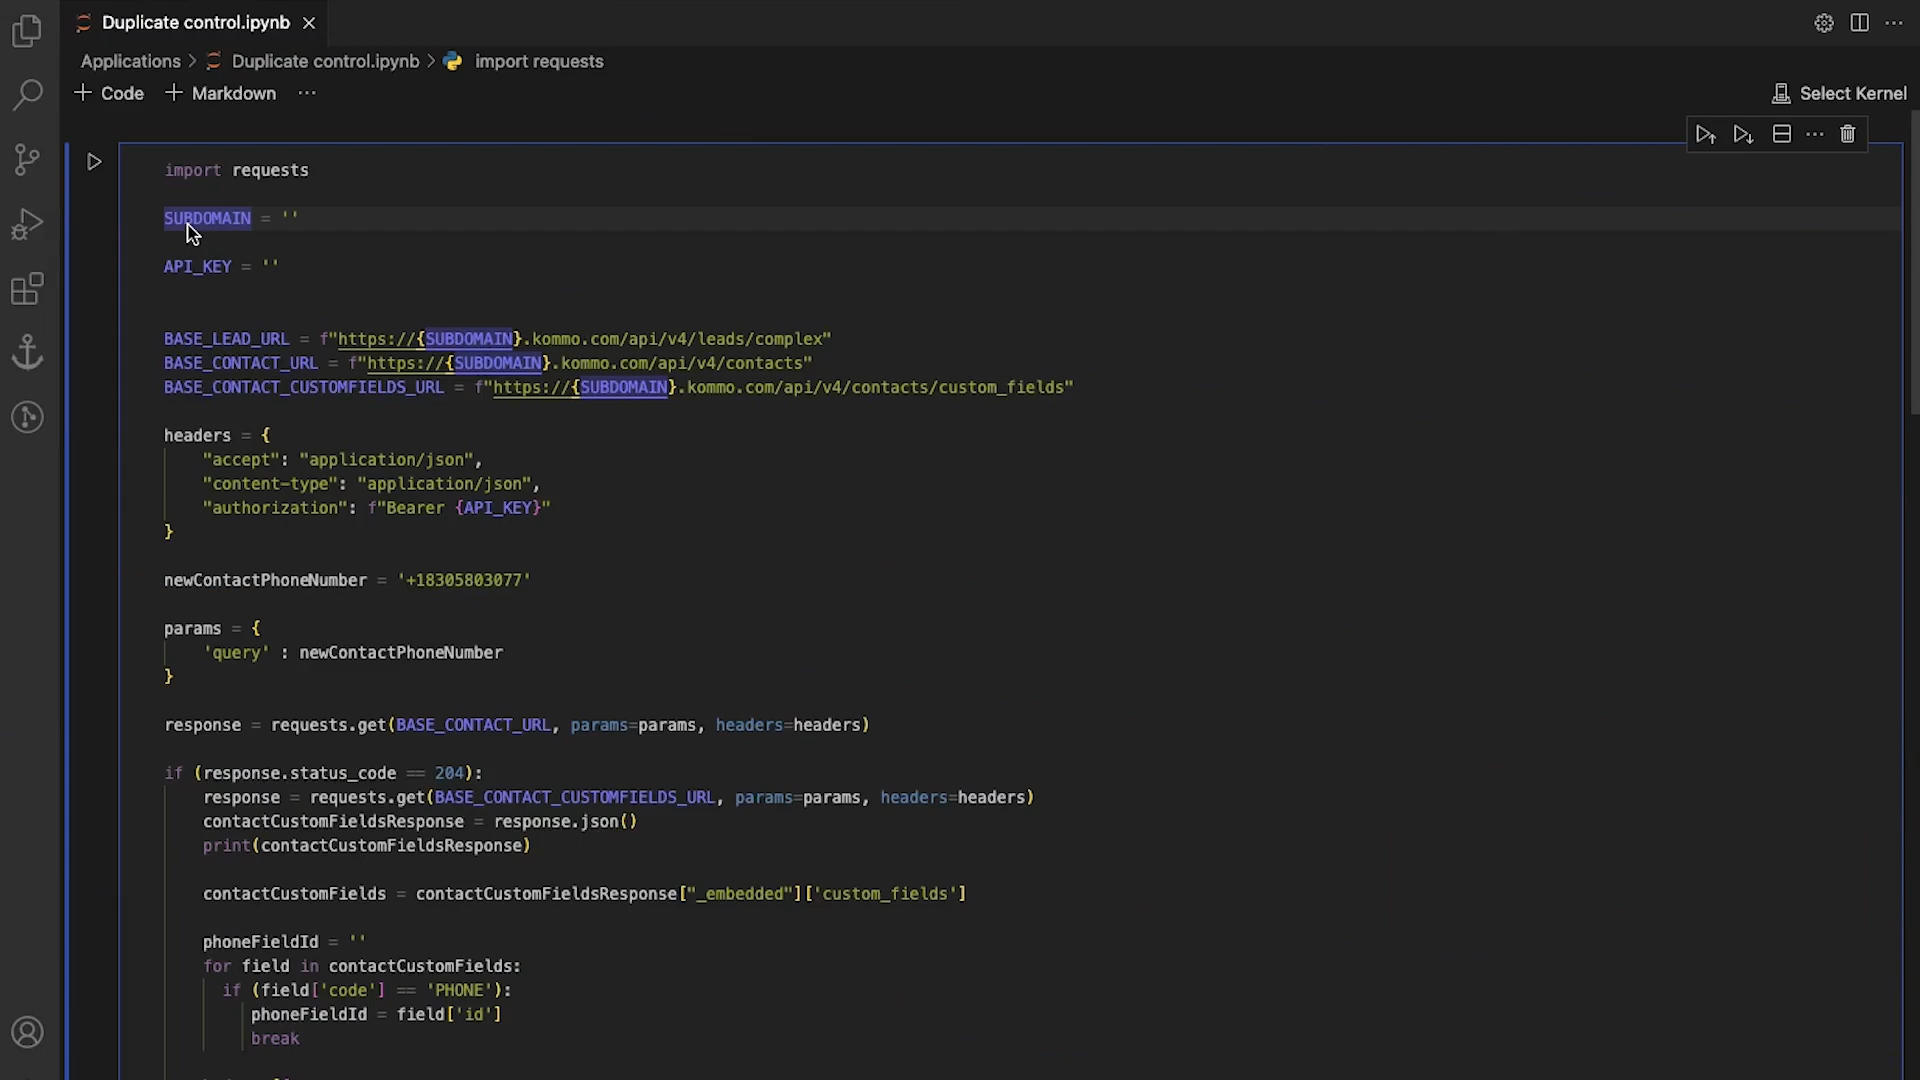 Duplicate control.ipynb
Applications > Duplicate control.ipynb > import requests
+ Code + Markdown ...
Select Kernel
import requests
SUBDOMAIN = ''
API_KEY = ''
BASE_LEAD_URL = f"https://{SUBDOMAIN}.kommo.com/api/v4/leads/complex"
BASE_CONTACT_URL = f"https://{SUBDOMAIN}.kommo.com/api/v4/contacts"
BASE_CONTACT_CUSTOMFIELDS_URL = f"https://{SUBDOMAIN}.kommo.com/api/v4/contacts/custom_fields"
headers = {
"accept": "application/json",
"content-type": "application/json",
"authorization": f"Bearer {API_KEY}"
}
newContactPhoneNumber = '+18305803077'
params = {
'query' : newContactPhoneNumber
}
response = requests.get(BASE_CONTACT_URL, params=params, headers=headers)
if (response.status_code == 204):
response = requests.get(BASE_CONTACT_CUSTOMFIELDS_URL, params=params, headers=headers)
contactCustomFieldsResponse = response.json()
print(contactCustomFieldsResponse)
contactCustomFields = contactCustomFieldsResponse["_embedded"]['custom_fields']
phoneFieldId = ''
for field in contactCustomFields:
if (field['code'] == 'PHONE'):
phoneFieldId = field['id']
break